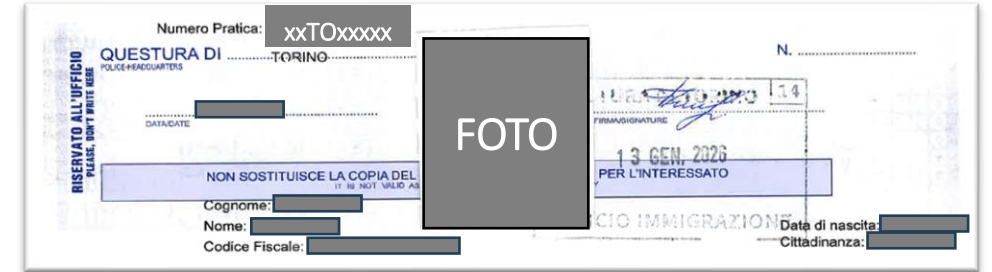 Numero Pratica: xxTOxxxxx
QUESTURA DI TORINO
POLICE-HEADQUARTERS
N.
RISERVATO ALL'UFFICIO
PLEASE, DON'T WRITE HERE
14
DATA/DATE
FOTO
FIRMA/SIGNATURE
13 GEN, 2026
NON SOSTITUISCE LA COPIA DEL PER L'INTERESSATO
IT IS NOT VALID AS
IMMIGRAZIONE
Cognome:
Nome:
Codice Fiscale:
Data di nascita:
Cittadinanza: